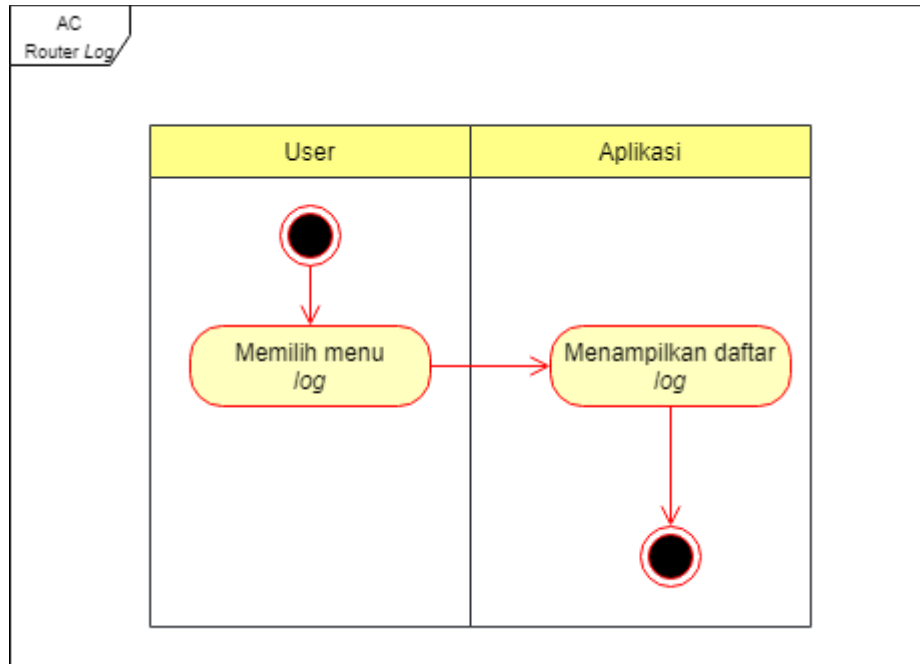 AC
Router Log
User
Aplikasi
Memilih menu
log
Menampilkan daftar
log